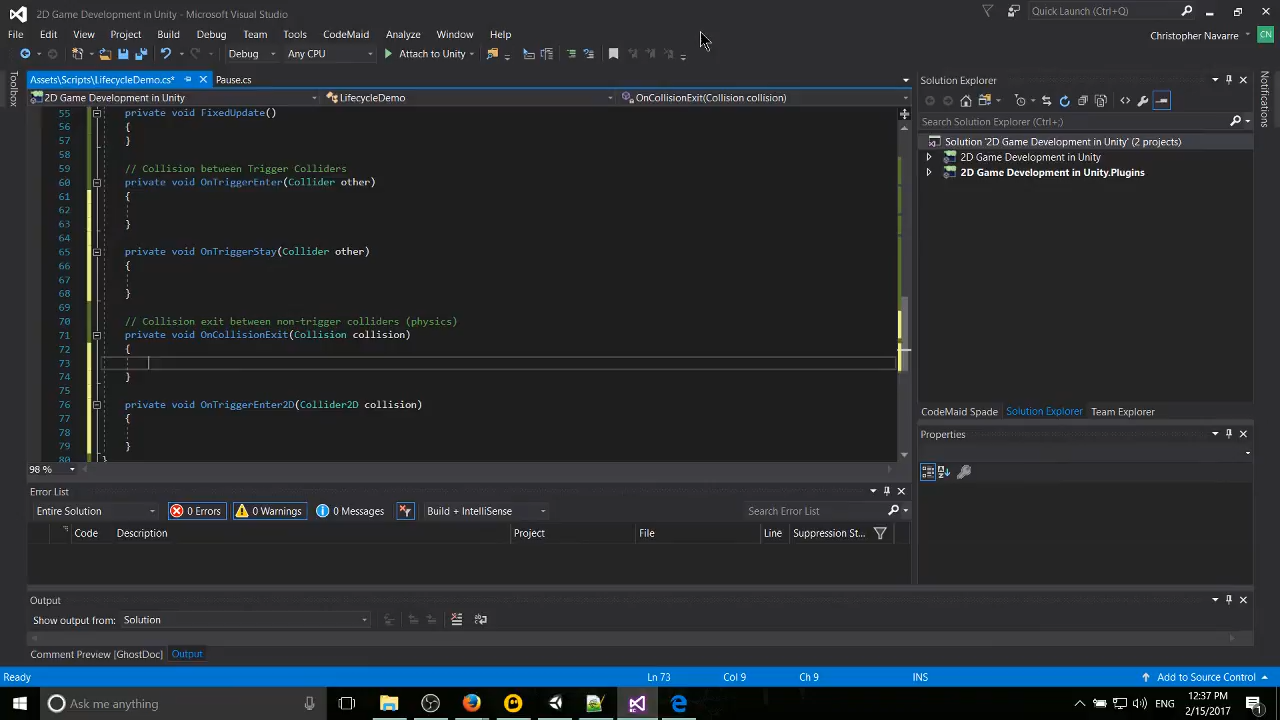 2D Game Development in Unity - Microsoft Visual Studio
Quick Launch (Ctrl+;)
File Edit View Project Build Debug Team Tools CodeMaid Analyze Window Help
Christopher Navarre CN
Debug Any CPU Attach to Unity
Toolbox
Assets\Scripts\LifecycleDemo.cs* Pause.cs
2D Game Development in Unity LifecycleDemo OnCollisionExit(Collision collision)
55 private void FixedUpdate()
56 {
57 }
58
59 // Collision between Trigger Colliders
60 private void OnTriggerEnter(Collider other)
61 {
62
63 }
64
65 private void OnTriggerStay(Collider other)
66 {
67
68 }
69
70 // Collision exit between non-trigger colliders (physics)
71 private void OnCollisionExit(Collision collision)
72 {
73
74 }
75
76 private void OnTriggerEnter2D(Collider2D collision)
77 {
78
79 }
80 }
98 %
Solution Explorer
Search Solution Explorer (Ctrl+;)
Solution '2D Game Development in Unity' (2 projects)
2D Game Development in Unity
2D Game Development in Unity.Plugins
CodeMaid Spade Solution Explorer Team Explorer
Properties
Notifications
Error List
Entire Solution 0 Errors 0 Warnings 0 Messages Build + IntelliSense Search Error List
Code Description Project File Line Suppression St...
Output
Show output from: Solution
Comment Preview [GhostDoc] Output
Ready Ln 73 Col 9 Ch 9 INS Add to Source Control
Ask me anything
ENG
12:37 PM
2/15/2017
1